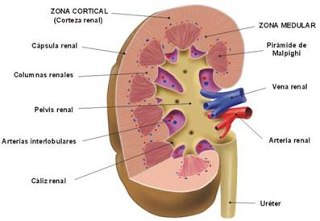 ZONA CORTICAL
(Corteza renal)
ZONA MEDULAR
Cápsula renal
Pirámide de
Malpighi
Columnas renales
Vena renal
Pelvis renal
Arterias interlobulares
Arteria renal
Cáliz renal
Uréter